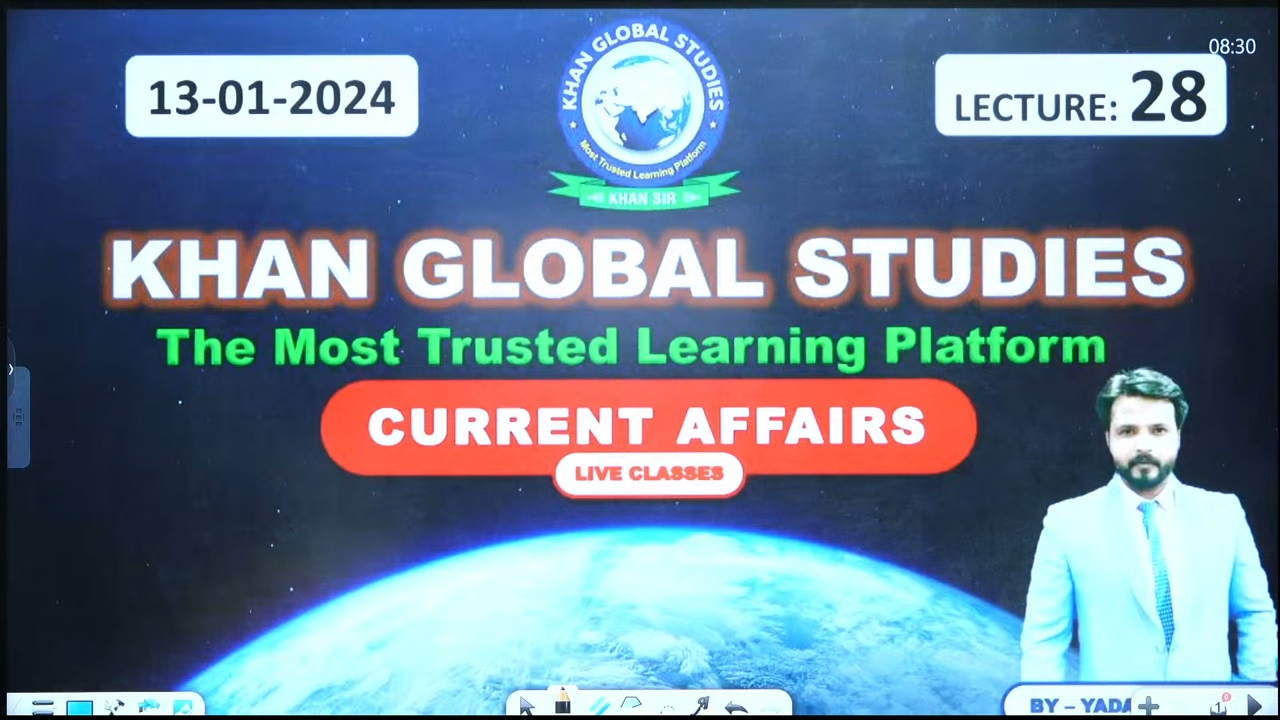 08:30
13-01-2024
KHAN GLOBAL STUDIES
Most Trusted Learning Platform
KHAN SIR
LECTURE: 28
KHAN GLOBAL STUDIES
The Most Trusted Learning Platform
CURRENT AFFAIRS
LIVE CLASSES
BY – YADA
1